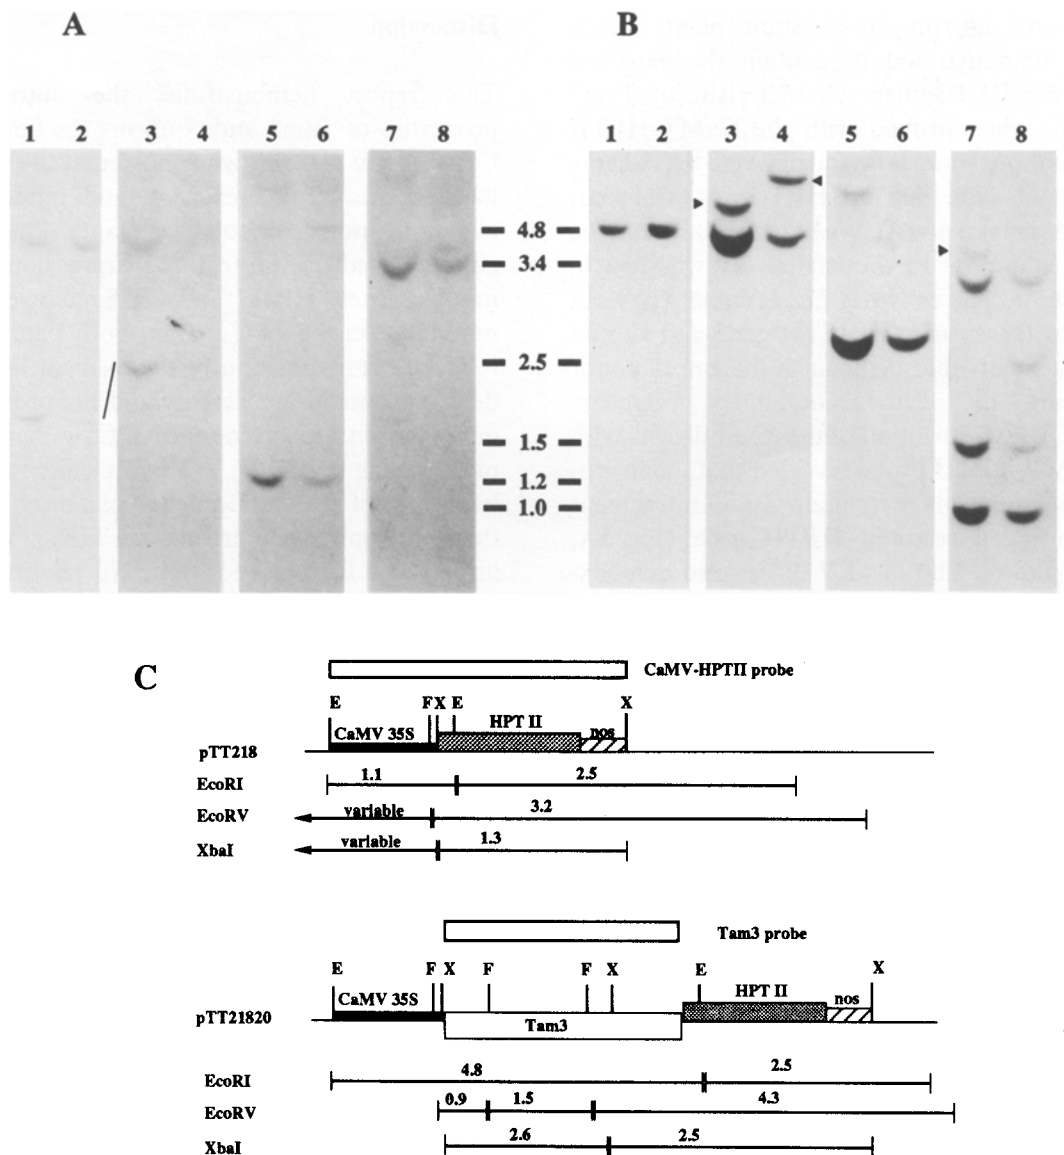 A B
1 2 3 4 5 6 7 8
1 2 3 4 5 6 7 8
4.8
3.4
2.5
1.5
1.2
1.0
C
CaMV-HPTII probe
E F X E X
CaMV 35S HPT II nos
pTT218
EcoRI 1.1 2.5
EcoRV variable 3.2
XbaI variable 1.3
Tam3 probe
E F X F F X E X
CaMV 35S HPT II nos
pTT21820 Tam3
EcoRI 4.8 2.5
EcoRV 0.9 1.5 4.3
XbaI 2.6 2.5